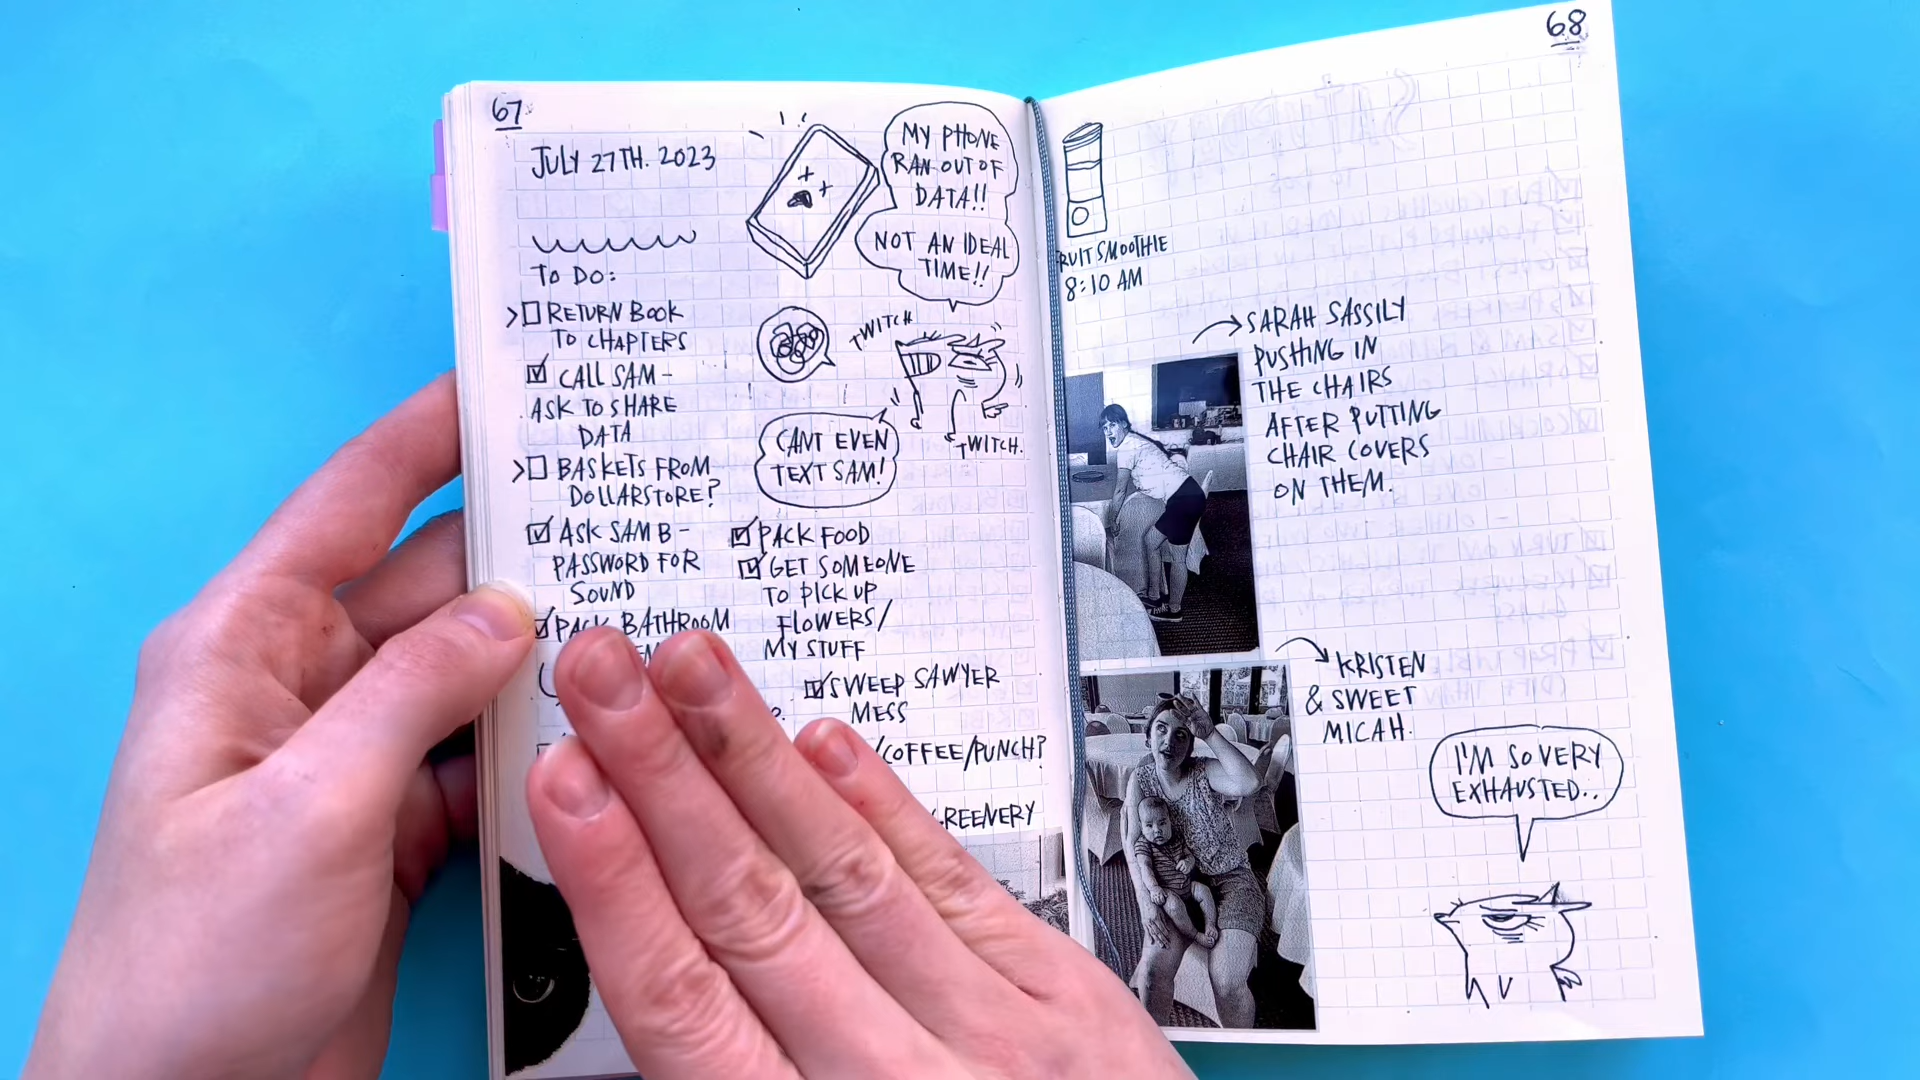 67
JULY 27TH. 2023
TO DO:
RETURN BOOK
TO CHAPTERS
CALL SAM -
ASK TO SHARE
DATA
BASKETS FROM
DOLLARSTORE?
ASK SAM B -
PASSWORD FOR
SOUND
PACK BATHROOM
MY PHONE
RAN OUT OF
DATA!!
NOT AN IDEAL
TIME!!
TWITCH
TWITCH.
CANT EVEN
TEXT SAM!
PACK FOOD
GET SOMEONE
TO PICK UP
FLOWERS/
MY STUFF
SWEEP SAWYER
MESS
/COFFEE/PUNCH?
GREENERY
68
FRUIT SMOOTHIE
8:10 AM
SARAH SASSILY
PUSHING IN
THE CHAIRS
AFTER PUTTING
CHAIR COVERS
ON THEM.
KRISTEN
& SWEET
MICAH.
I'M SO VERY
EXHAUSTED..